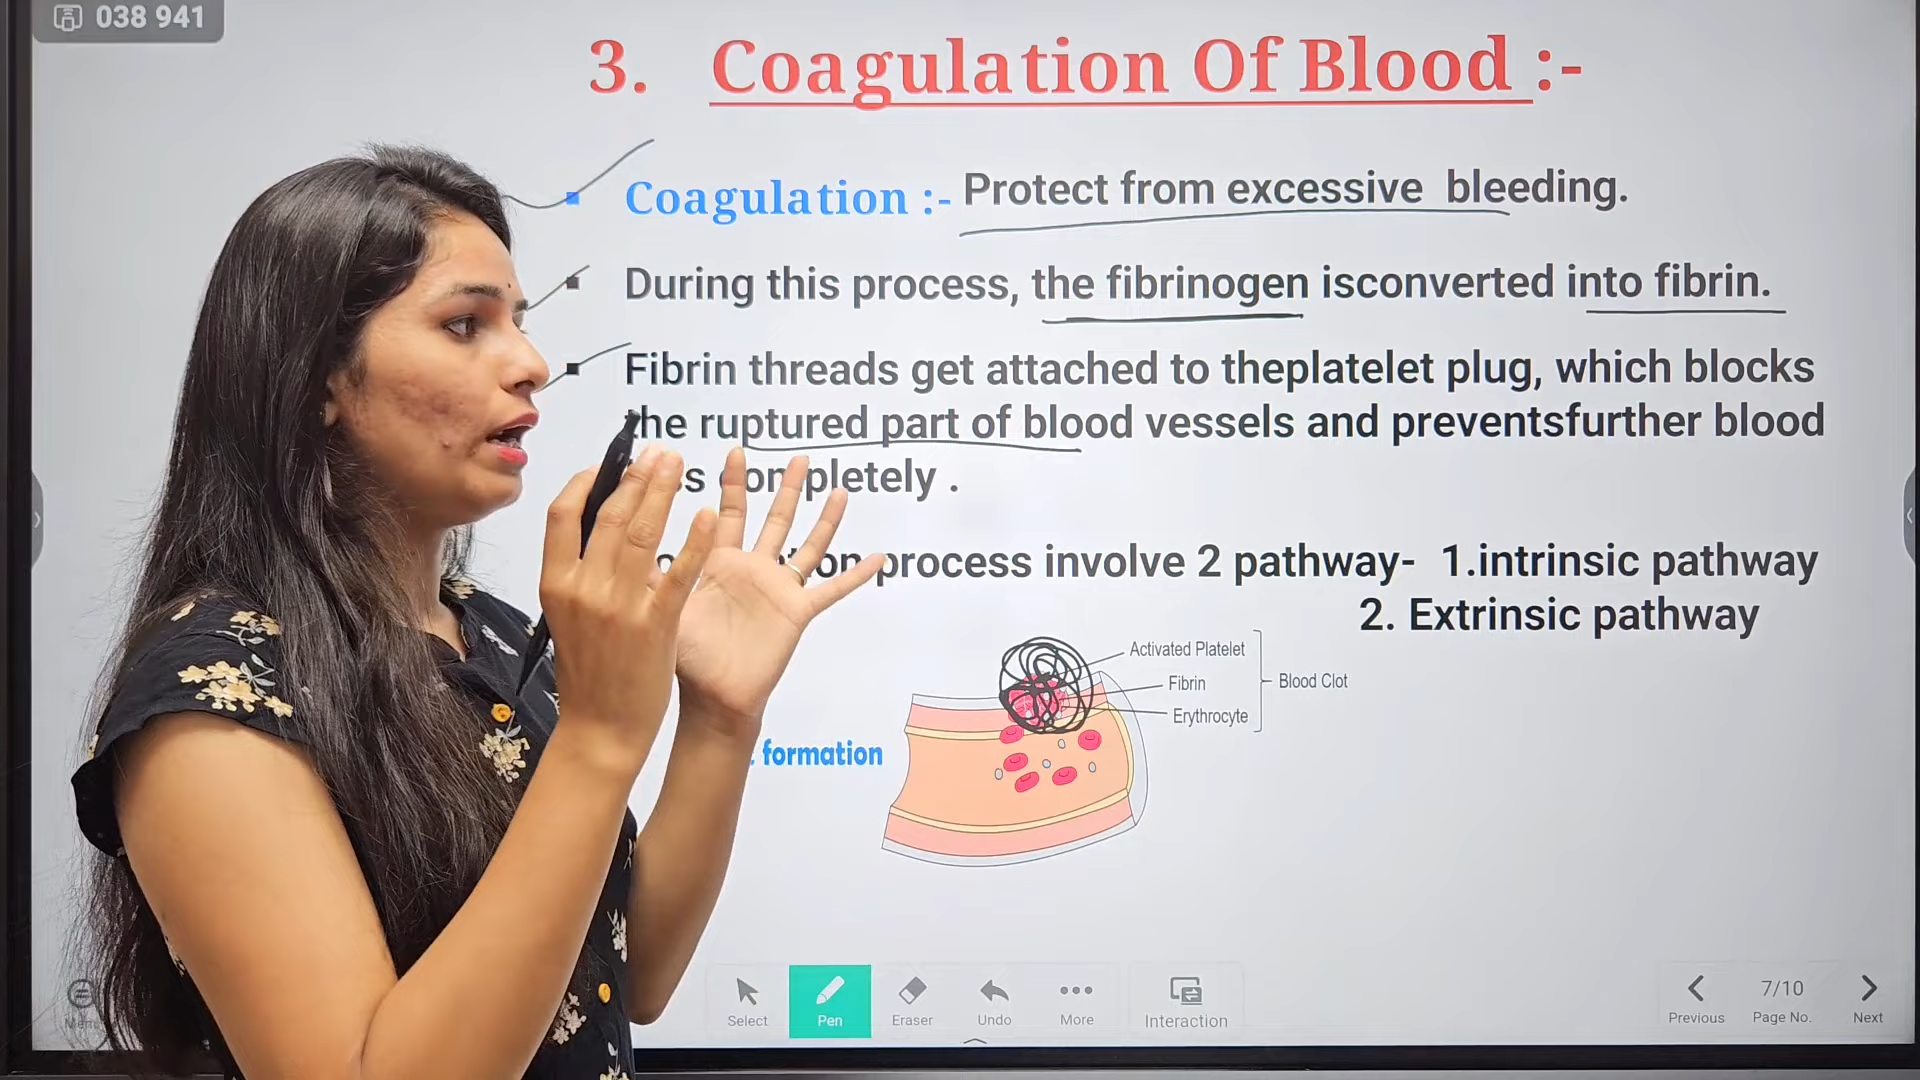 038 941
3. Coagulation Of Blood :-
Coagulation :- Protect from excessive bleeding.
During this process, the fibrinogen isconverted into fibrin.
Fibrin threads get attached to theplatelet plug, which blocks
the ruptured part of blood vessels and preventsfurther blood
completely .
process involve 2 pathway- 1.intrinsic pathway
2. Extrinsic pathway
Activated Platelet
Fibrin
Erythrocyte
Blood Clot
formation
Select
Pen
Eraser
Undo
More
Interaction
Previous
7/10
Page No.
Next